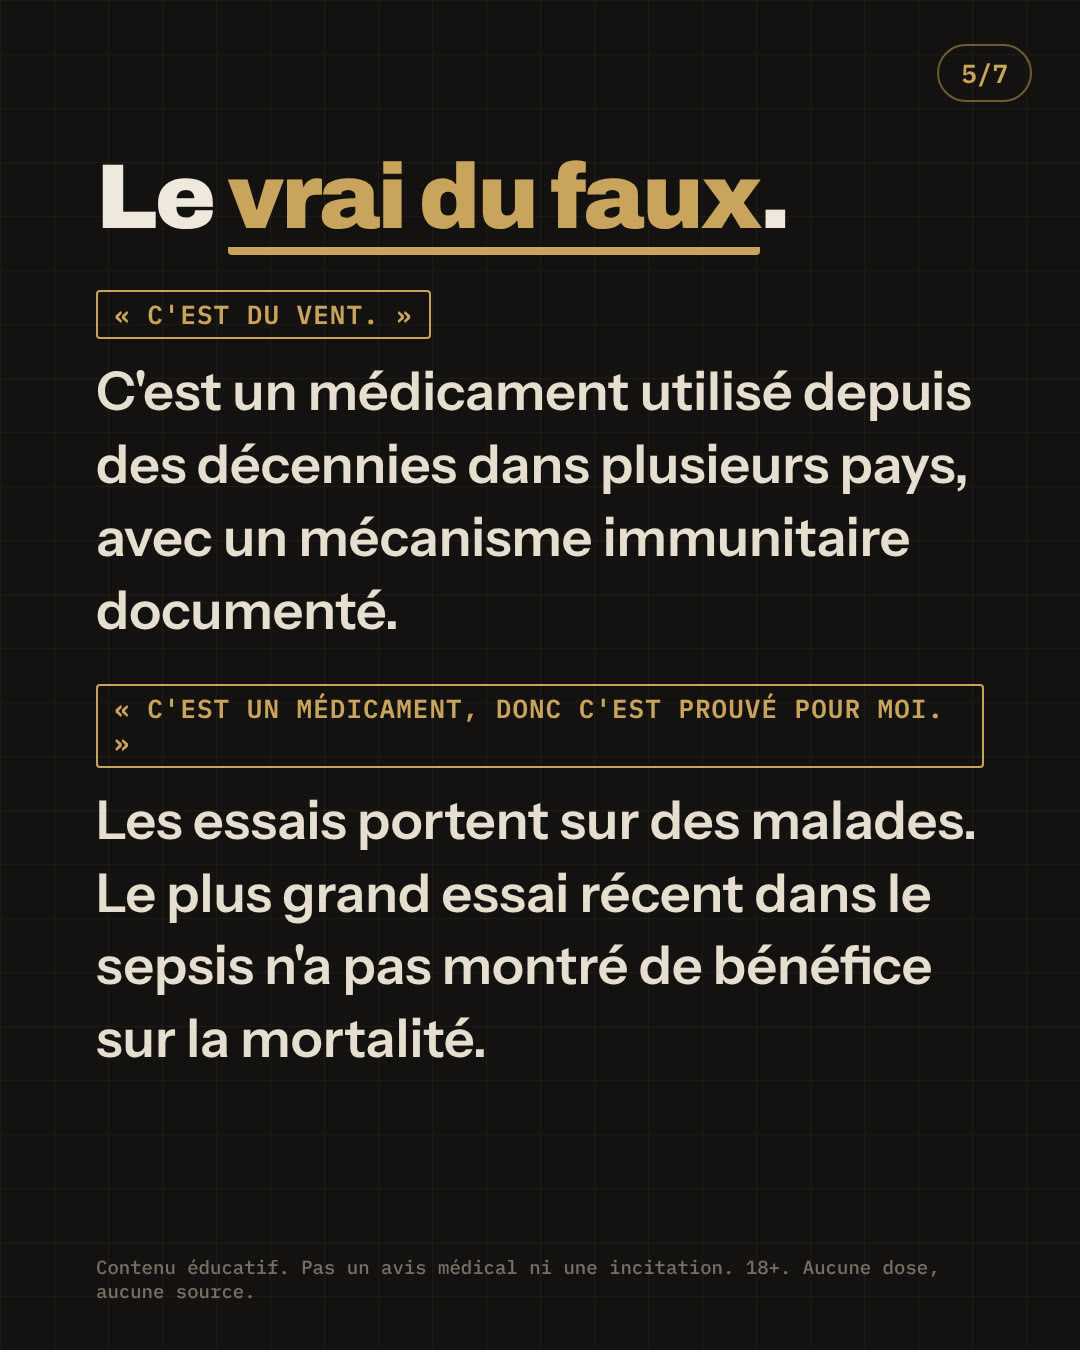 5/7
Le vrai du faux.
« C'EST DU VENT. »
C'est un médicament utilisé depuis
des décennies dans plusieurs pays,
avec un mécanisme immunitaire
documenté.
« C'EST UN MÉDICAMENT, DONC C'EST PROUVÉ POUR MOI.
»
Les essais portent sur des malades.
Le plus grand essai récent dans le
sepsis n'a pas montré de bénéfice
sur la mortalité.
Contenu éducatif. Pas un avis médical ni une incitation. 18+. Aucune dose,
aucune source.